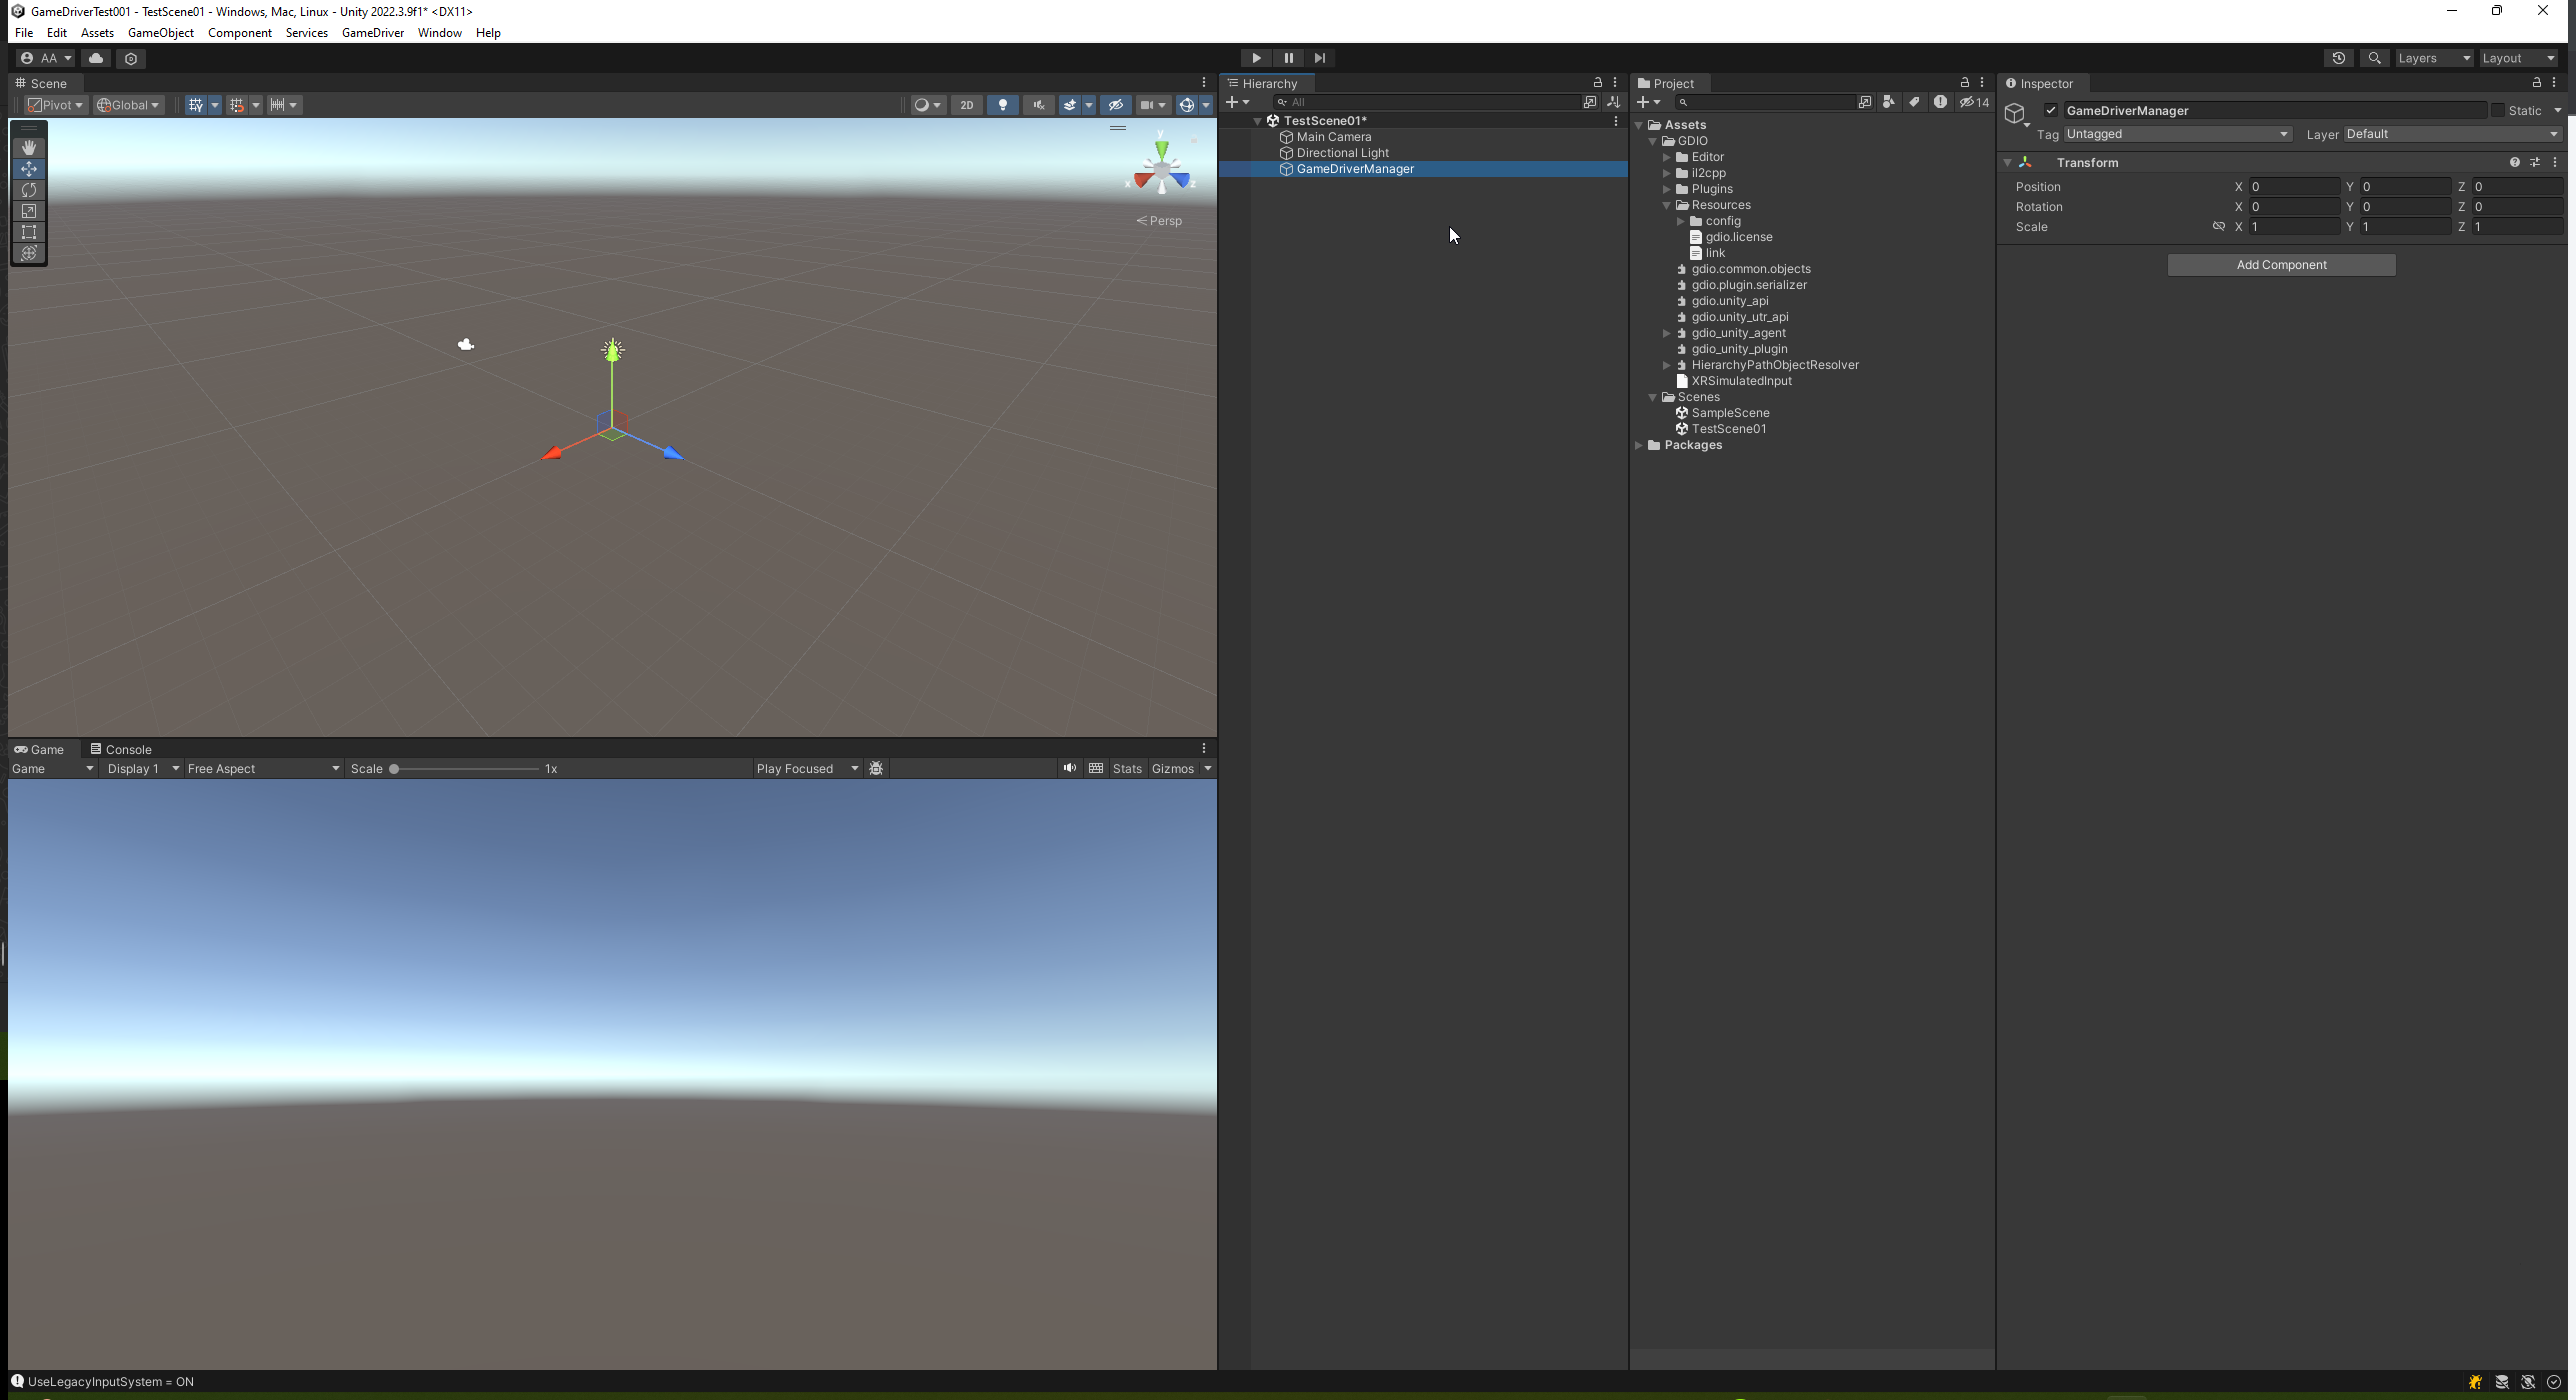 GameDriverTest001 - TestScene01 - Windows, Mac, Linux - Unity 2022.3.9f1* <DX11>
File Edit Assets GameObject Component Services GameDriver Window Help
AA
Layers Layout
Scene
Pivot Global 2D
y
x z
Persp
Game Console
Game Display 1 Free Aspect Scale 1x Play Focused Stats Gizmos
Hierarchy
All
TestScene01*
Main Camera
Directional Light
GameDriverManager
Project
14
Assets
GDIO
Editor
il2cpp
Plugins
Resources
config
gdio.license
link
gdio.common.objects
gdio.plugin.serializer
gdio.unity_api
gdio.unity_utr_api
gdio_unity_agent
gdio_unity_plugin
HierarchyPathObjectResolver
XRSimulatedInput
Scenes
SampleScene
TestScene01
Packages
Inspector
GameDriverManager Static
Tag Untagged Layer Default
Transform
Position X 0 Y 0 Z 0
Rotation X 0 Y 0 Z 0
Scale X 1 Y 1 Z 1
Add Component
UseLegacyInputSystem = ON